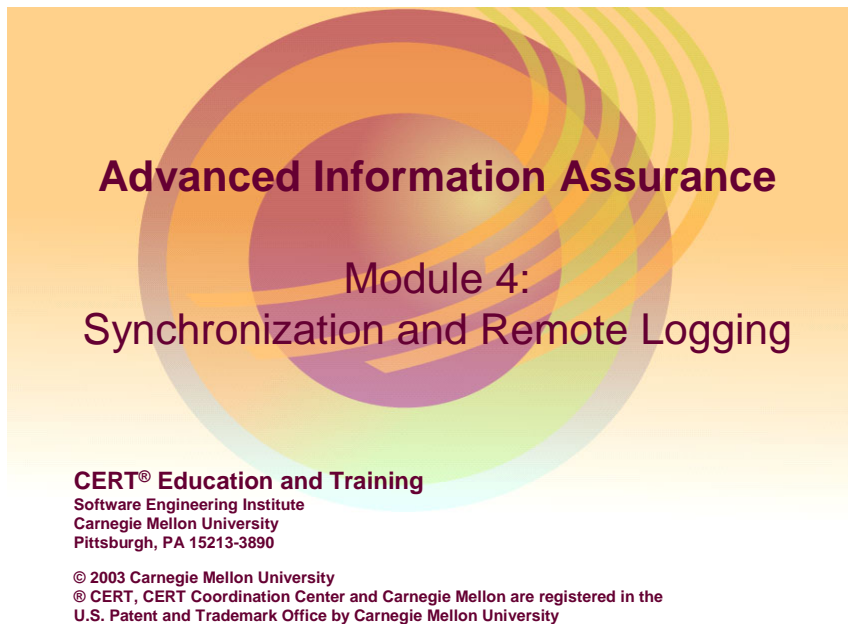 Advanced Information Assurance
Module 4:
Synchronization and Remote Logging
CERT® Education and Training
Software Engineering Institute
Carnegie Mellon University
Pittsburgh, PA 15213-3890
© 2003 Carnegie Mellon University
® CERT, CERT Coordination Center and Carnegie Mellon are registered in the
U.S. Patent and Trademark Office by Carnegie Mellon University